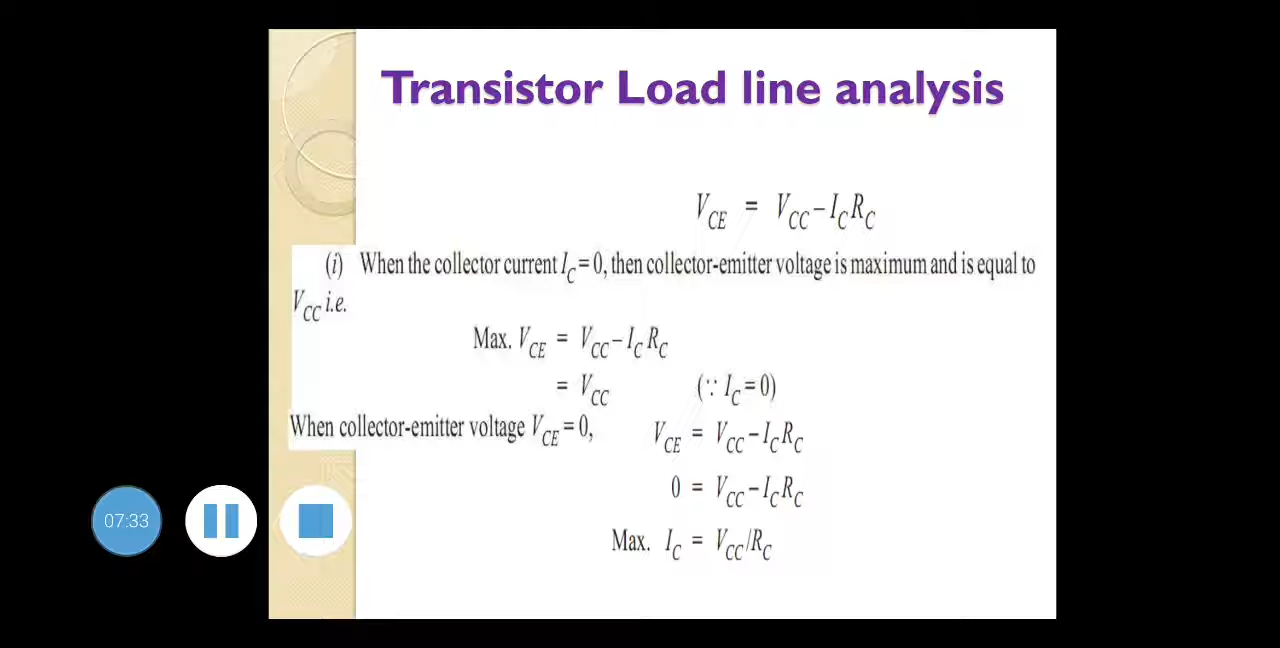 Transistor Load line analysis
V_CE = V_CC – I_C R_C
(i) When the collector current I_C = 0, then collector-emitter voltage is maximum and is equal to
V_CC i.e.
Max. V_CE = V_CC – I_C R_C
= V_CC (∵ I_C = 0)
When collector-emitter voltage V_CE = 0, V_CE = V_CC – I_C R_C
0 = V_CC – I_C R_C
07:33
Max. I_C = V_CC/R_C